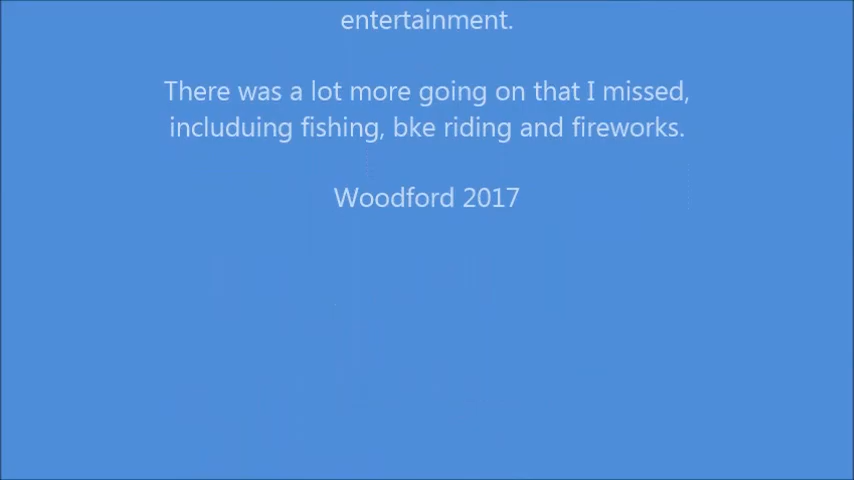 entertainment.
There was a lot more going on that I missed,
includuing fishing, bke riding and fireworks.
Woodford 2017